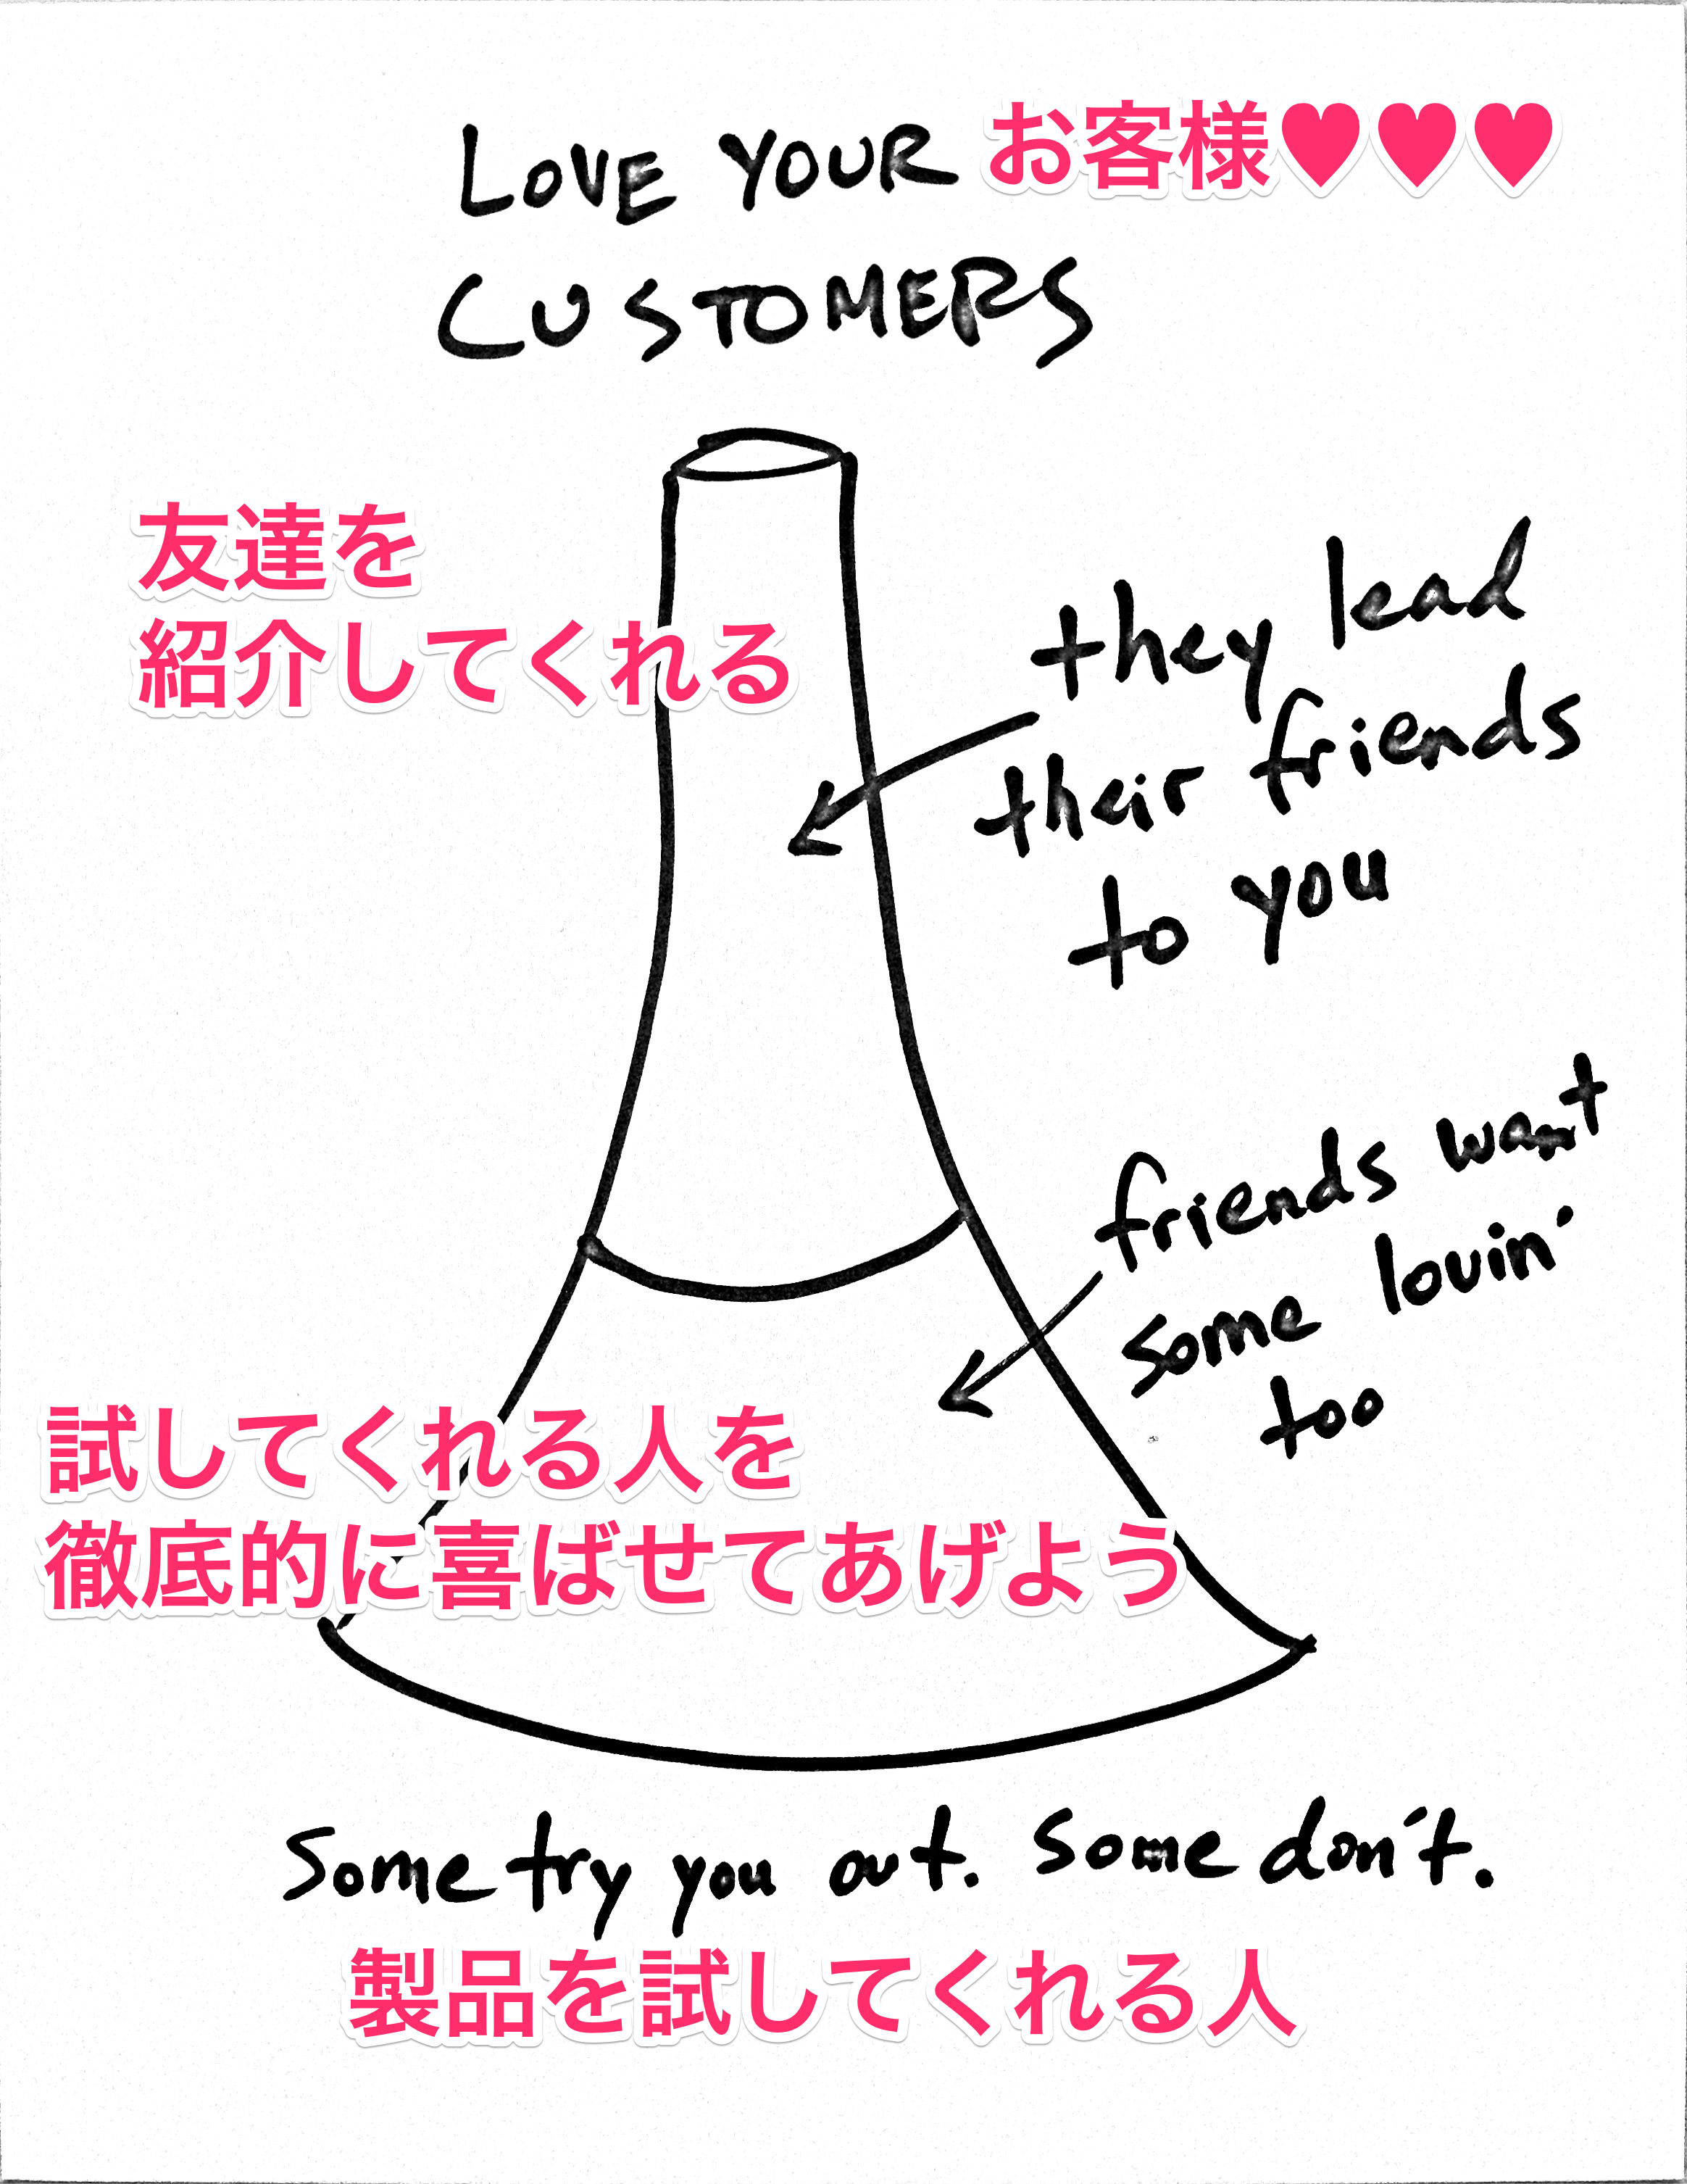 LOVE YOUR お客様♥♥♥
CUSTOMERS
友達を
紹介してくれる
they lead
their friends
to you
friends want
some lovin'
too
試してくれる人を
徹底的に喜ばせてあげよう
Some try you out. Some don't.
製品を試してくれる人